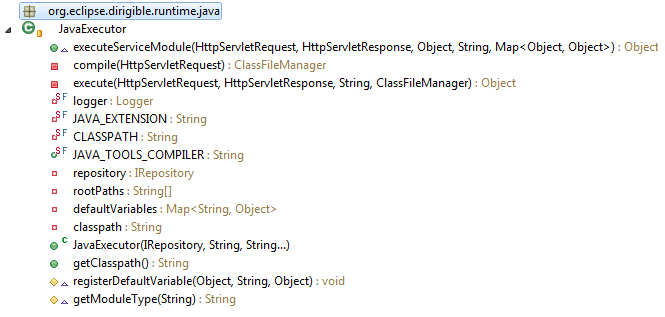 org.eclipse.dirigible.runtime.java
JavaExecutor
executeServiceModule(HttpServletRequest, HttpServletResponse, Object, String, Map<Object, Object>) : Object
compile(HttpServletRequest) : ClassFileManager
execute(HttpServletRequest, HttpServletResponse, String, ClassFileManager) : Object
logger : Logger
JAVA_EXTENSION : String
CLASSPATH : String
JAVA_TOOLS_COMPILER : String
repository : IRepository
rootPaths : String[]
defaultVariables : Map<String, Object>
classpath : String
JavaExecutor(IRepository, String, String...)
getClasspath() : String
registerDefaultVariable(Object, String, Object) : void
getModuleType(String) : String